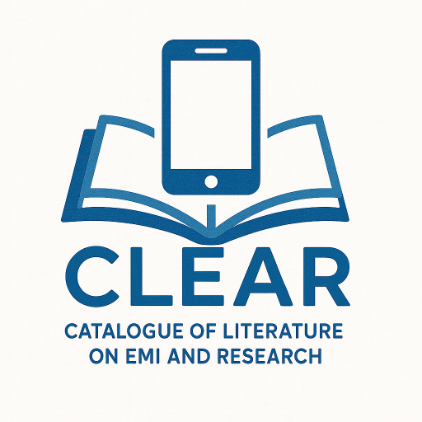 CLEAR
CATALOGUE OF LITERATURE
ON EMI AND RESEARCH